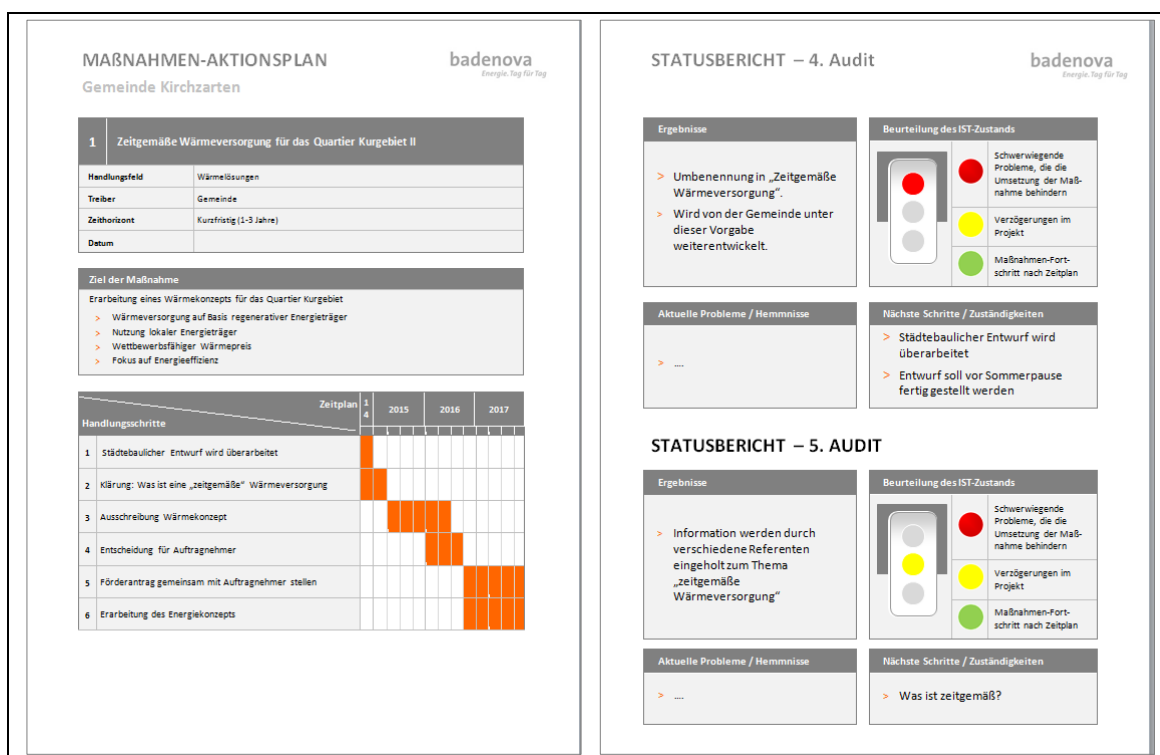 MAßNAHMEN-AKTIONSPLAN
Gemeinde Kirchzarten
badenova
Energie. Tag für Tag
1 Zeitgemäße Wärmeversorgung für das Quartier Kurgebiet II
Handlungsfeld Wärmelösungen
Treiber Gemeinde
Zeithorizont Kurzfristig (1-3 Jahre)
Datum
Ziel der Maßnahme
Erarbeitung eines Wärmekonzepts für das Quartier Kurgebiet
> Wärmeversorgung auf Basis regenerativer Energieträger
> Nutzung lokaler Energieträger
> Wettbewerbsfähiger Wärmepreis
> Fokus auf Energieeffizienz
Zeitplan 14 2015 2016 2017
Handlungsschritte
1 Städtebaulicher Entwurf wird überarbeitet
2 Klärung: Was ist eine „zeitgemäße“ Wärmeversorgung
3 Ausschreibung Wärmekonzept
4 Entscheidung für Auftragnehmer
5 Förderantrag gemeinsam mit Auftragnehmer stellen
6 Erarbeitung des Energiekonzepts
STATUSBERICHT – 4. Audit
badenova
Energie. Tag für Tag
Ergebnisse
> Umbenennung in „Zeitgemäße
Wärmeversorgung“.
> Wird von der Gemeinde unter
dieser Vorgabe
weiterentwickelt.
Beurteilung des IST-Zustands
Schwerwiegende
Probleme, die die
Umsetzung der Maß-
nahme behindern
Verzögerungen im
Projekt
Maßnahmen-Fort-
schritt nach Zeitplan
Aktuelle Probleme / Hemmnisse
> ....
Nächste Schritte / Zuständigkeiten
> Städtebaulicher Entwurf wird
überarbeitet
> Entwurf soll vor Sommerpause
fertig gestellt werden
STATUSBERICHT – 5. AUDIT
Ergebnisse
> Information werden durch
verschiedene Referenten
eingeholt zum Thema
„zeitgemäße
Wärmeversorgung“
Beurteilung des IST-Zustands
Schwerwiegende
Probleme, die die
Umsetzung der Maß-
nahme behindern
Verzögerungen im
Projekt
Maßnahmen-Fort-
schritt nach Zeitplan
Aktuelle Probleme / Hemmnisse
> ....
Nächste Schritte / Zuständigkeiten
> Was ist zeitgemäß?